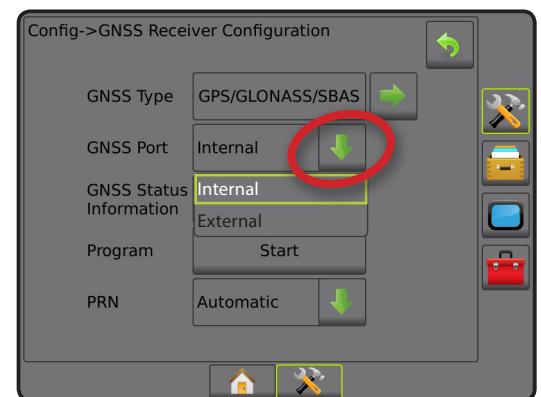 Config->GNSS Receiver Configuration
GNSS Type GPS/GLONASS/SBAS
GNSS Port Internal
GNSS Status
Information
Internal
External
Program Start
PRN Automatic